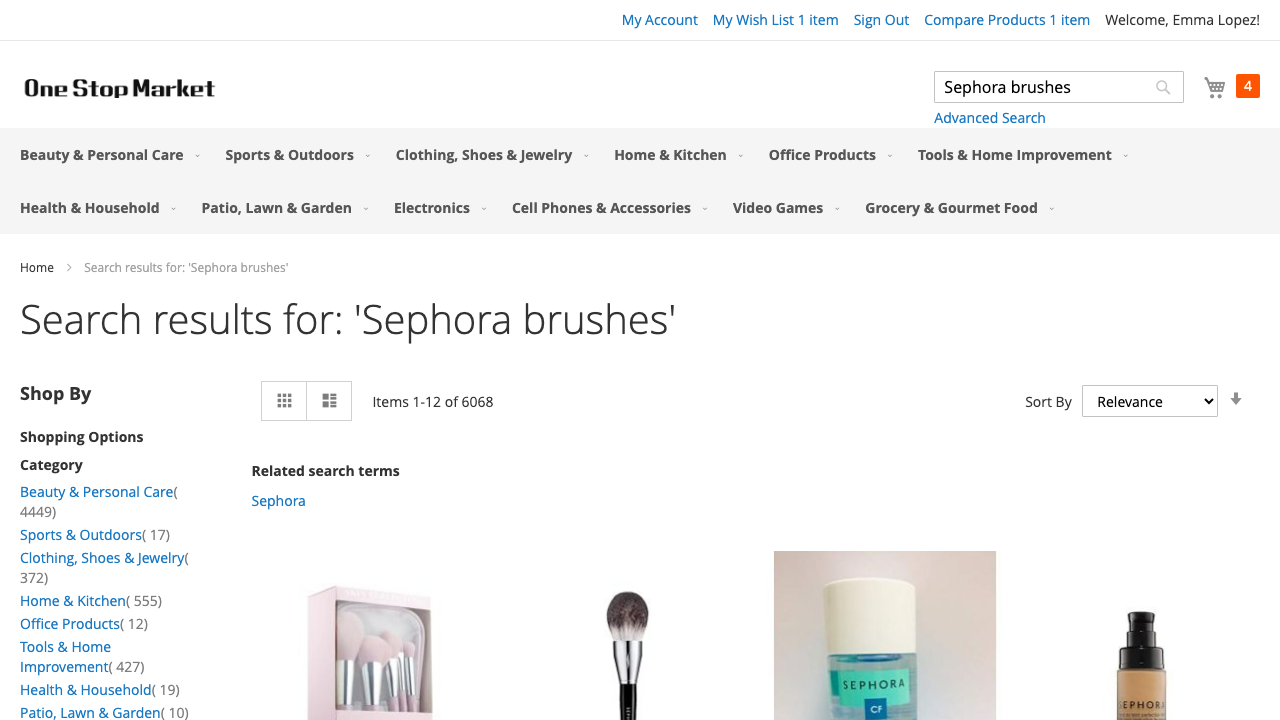 My Account My Wish List 1 item Sign Out Compare Products 1 item Welcome, Emma Lopez!
One Stop Market
Sephora brushes
4
Advanced Search
Beauty & Personal Care Sports & Outdoors Clothing, Shoes & Jewelry Home & Kitchen Office Products Tools & Home Improvement
Health & Household Patio, Lawn & Garden Electronics Cell Phones & Accessories Video Games Grocery & Gourmet Food
Home Search results for: 'Sephora brushes'
Search results for: 'Sephora brushes'
Shop By
Items 1-12 of 6068
Sort By Relevance
Shopping Options
Category
Beauty & Personal Care( 4449)
Sports & Outdoors( 17)
Clothing, Shoes & Jewelry( 372)
Home & Kitchen( 555)
Office Products( 12)
Tools & Home
Improvement( 427)
Health & Household( 19)
Patio, Lawn & Garden( 10)
Related search terms
Sephora
SEPHORA
CF
SEPHORA